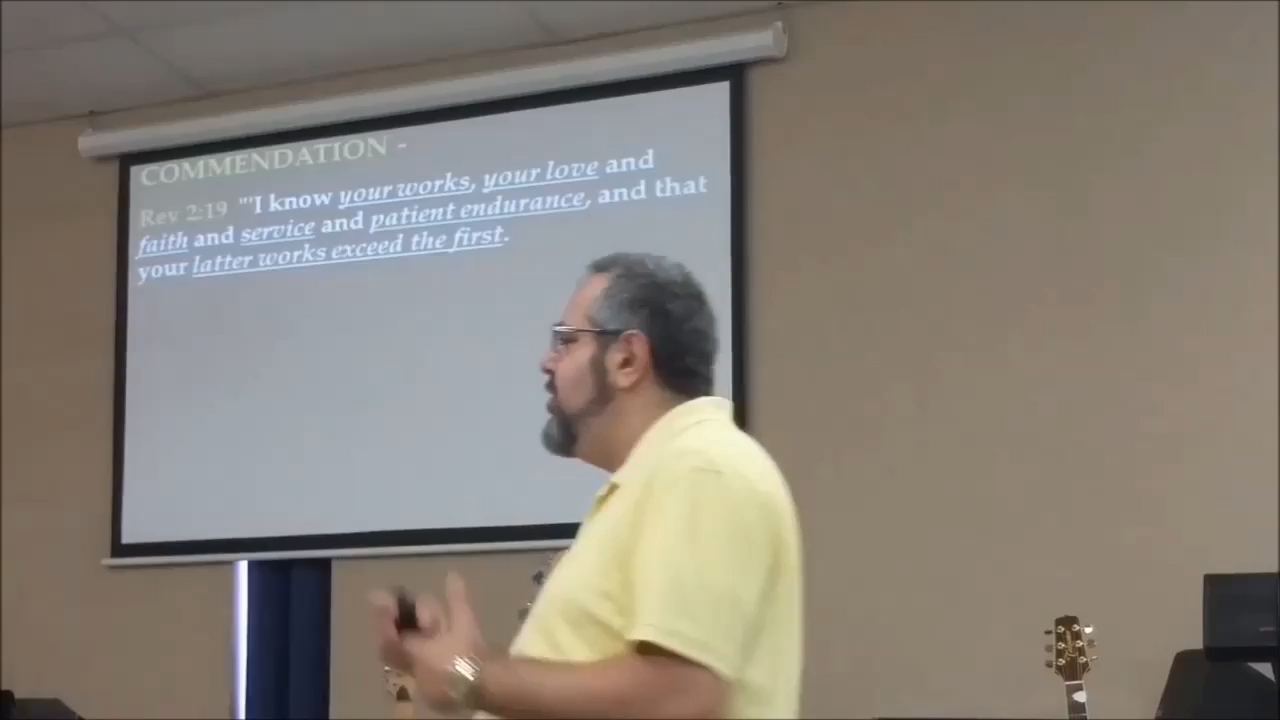 COMMENDATION -
Rev 2:19 "'I know your works, your love and
faith and service and patient endurance, and that
your latter works exceed the first.